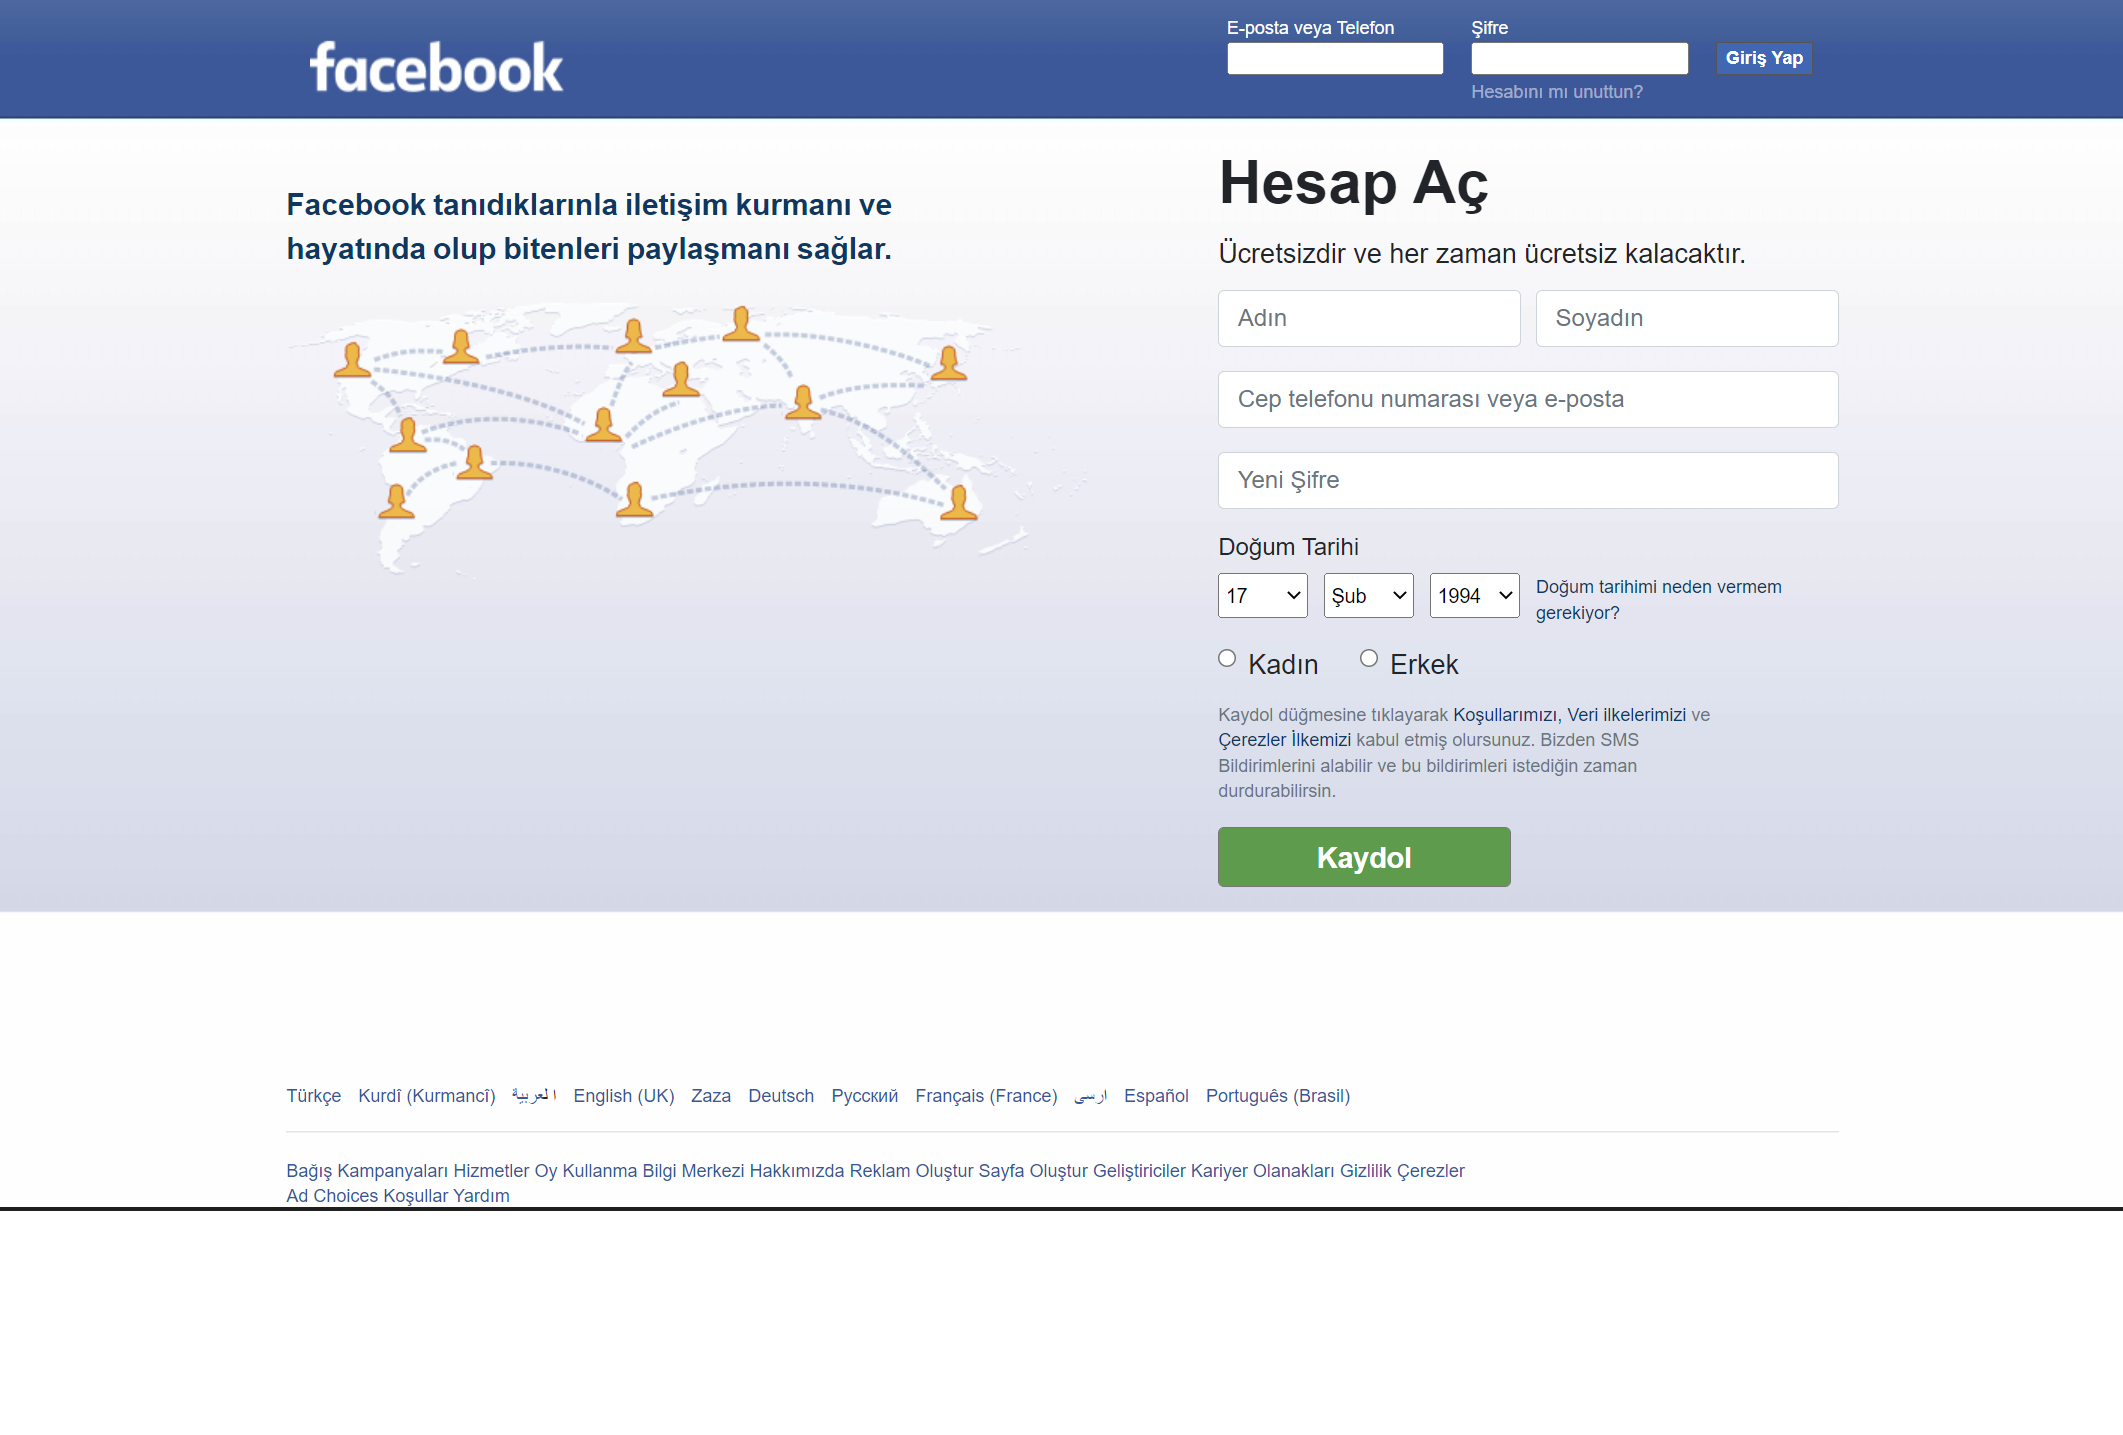 facebook
E-posta veya Telefon
Şifre
Giriş Yap
Hesabını mı unuttun?
Facebook tanıdıklarınla iletişim kurmanı ve
hayatında olup bitenleri paylaşmanı sağlar.
Hesap Aç
Ücretsizdir ve her zaman ücretsiz kalacaktır.
Adın
Soyadın
Cep telefonu numarası veya e-posta
Yeni Şifre
Doğum Tarihi
17
Şub
1994
Doğum tarihimi neden vermem
gerekiyor?
Kadın
Erkek
Kaydol düğmesine tıklayarak Koşullarımızı, Veri ilkelerimizi ve
Çerezler İlkemizi kabul etmiş olursunuz. Bizden SMS
Bildirimlerini alabilir ve bu bildirimleri istediğin zaman
durdurabilirsin.
Kaydol
Türkçe Kurdî (Kurmancî) ا لعربية English (UK) Zaza Deutsch Русский Français (France) ارسی Español Português (Brasil)
Bağış Kampanyaları Hizmetler Oy Kullanma Bilgi Merkezi Hakkımızda Reklam Oluştur Sayfa Oluştur Geliştiriciler Kariyer Olanakları Gizlilik Çerezler
Ad Choices Koşullar Yardım